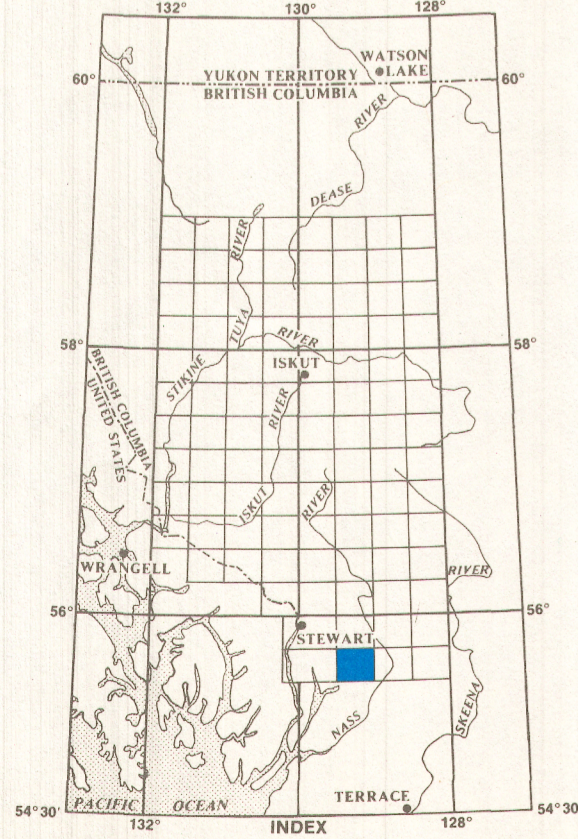 132° 130° 128°
WATSON
LAKE
60° YUKON TERRITORY 60°
BRITISH COLUMBIA
RIVER
DEASE
RIVER
TUYA
RIVER
58° 58°
ISKUT
STIKINE
BRITISH COLUMBIA
UNITED STATES
RIVER
ISKUT
RIVER
WRANGELL
RIVER
56° 56°
STEWART
NASS
SKEENA
TERRACE
54°30' PACIFIC OCEAN 54°30
132° 128°
INDEX